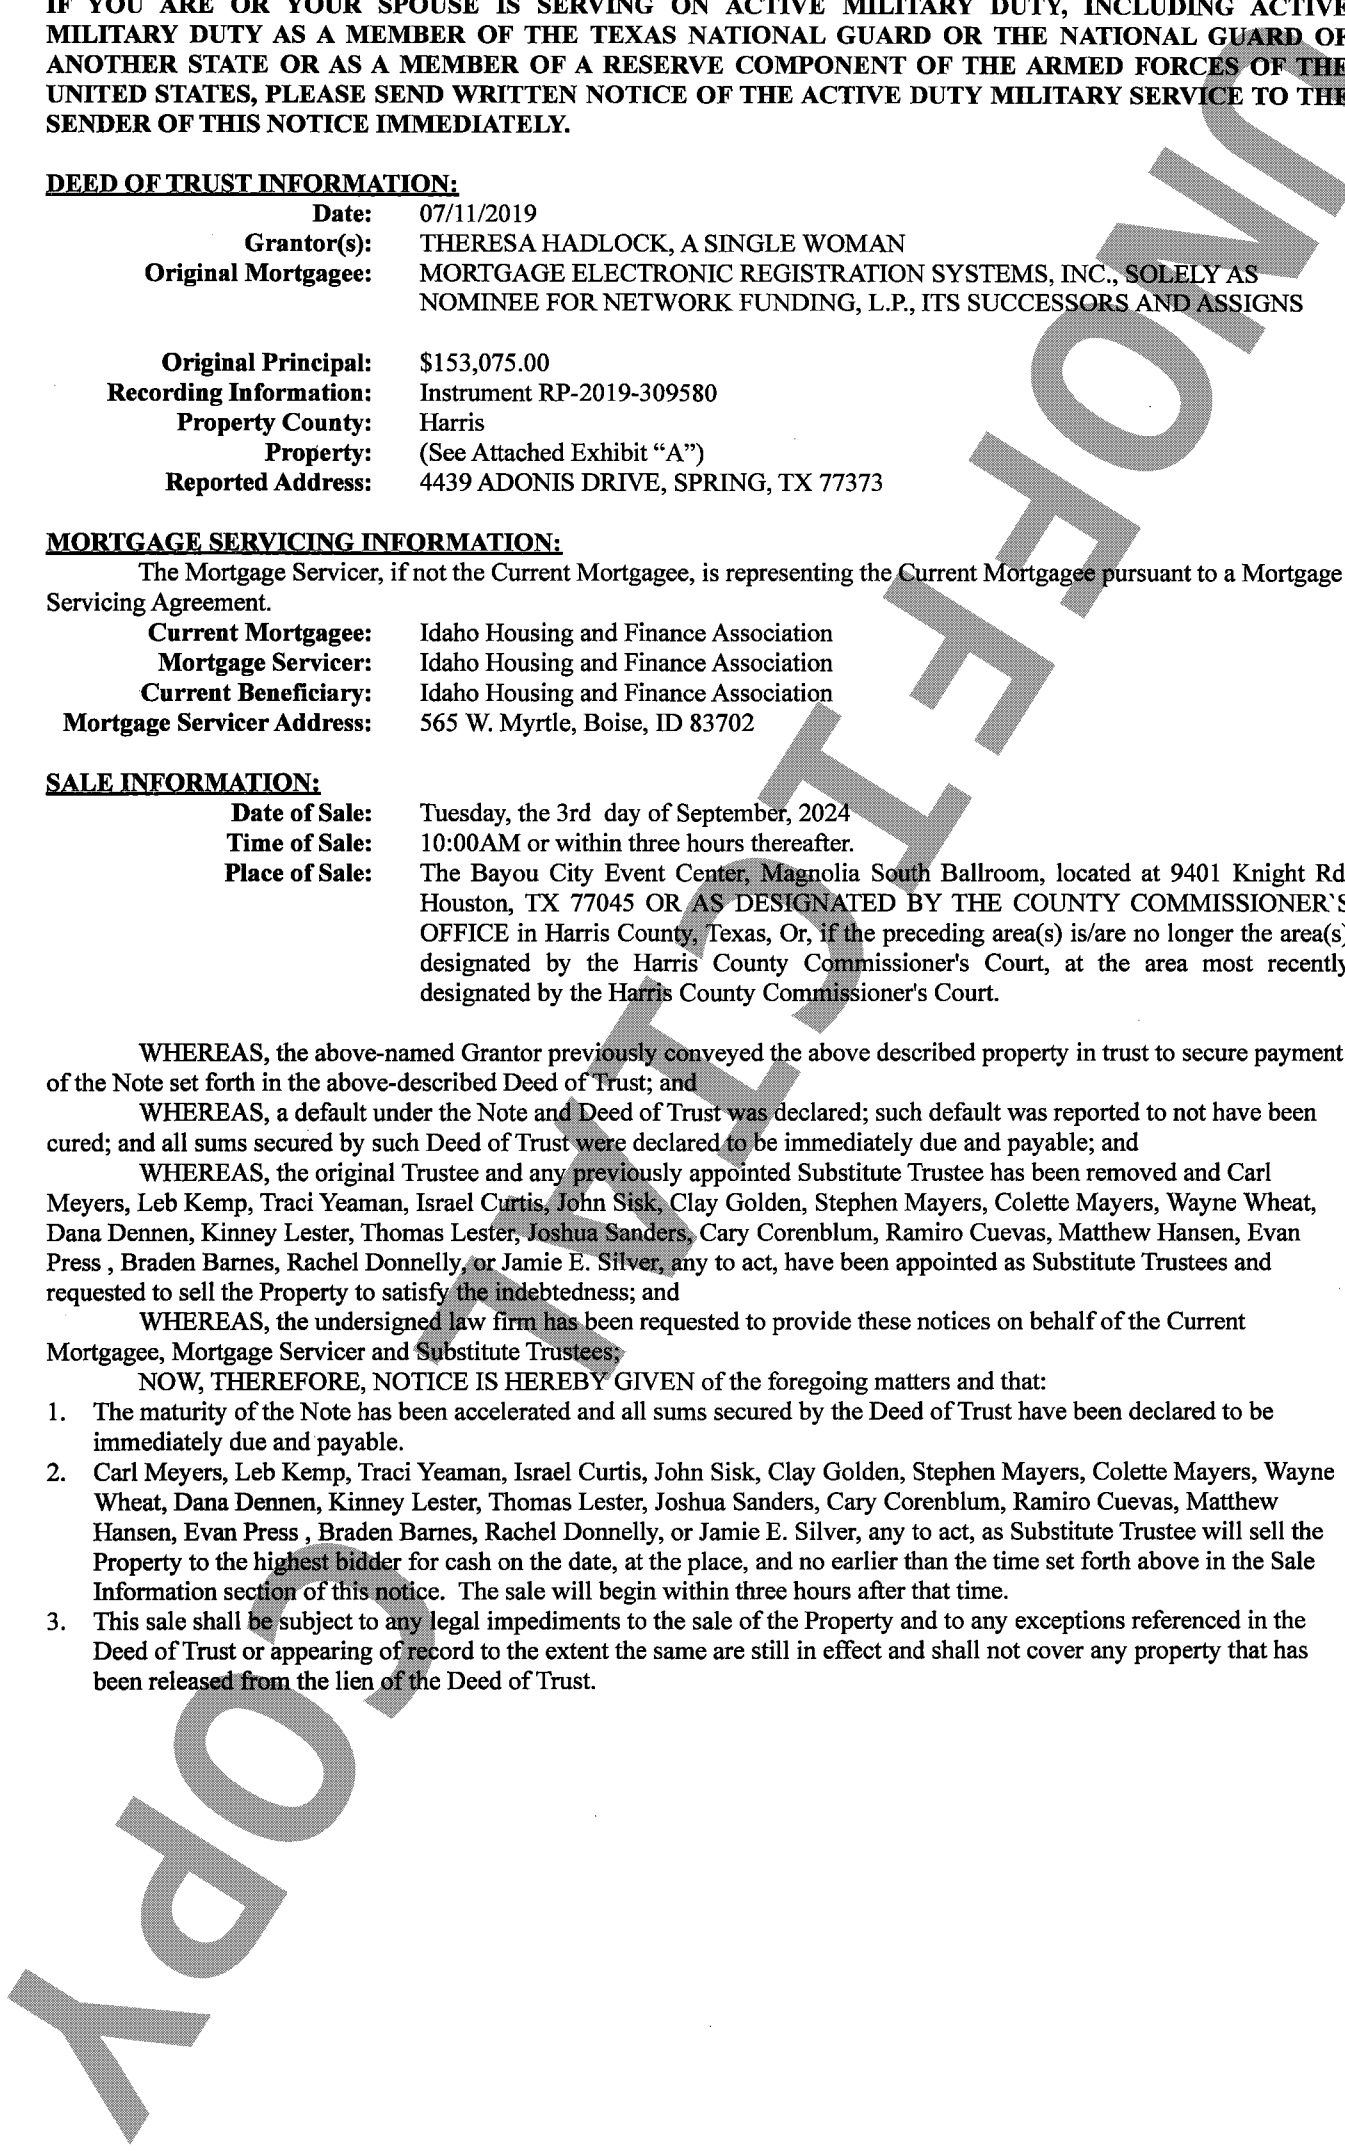 IF YOU ARE OR YOUR SPOUSE IS SERVING ON ACTIVE MILITARY DUTY, INCLUDING ACTIVE
MILITARY DUTY AS A MEMBER OF THE TEXAS NATIONAL GUARD OR THE NATIONAL GUARD OF
ANOTHER STATE OR AS A MEMBER OF A RESERVE COMPONENT OF THE ARMED FORCES OF THE
UNITED STATES, PLEASE SEND WRITTEN NOTICE OF THE ACTIVE DUTY MILITARY SERVICE TO THE
SENDER OF THIS NOTICE IMMEDIATELY.
DEED OF TRUST INFORMATION:
Date: 07/11/2019
Grantor(s): THERESA HADLOCK, A SINGLE WOMAN
Original Mortgagee: MORTGAGE ELECTRONIC REGISTRATION SYSTEMS, INC., SOLELY AS
NOMINEE FOR NETWORK FUNDING, L.P., ITS SUCCESSORS AND ASSIGNS
Original Principal: $153,075.00
Recording Information: Instrument RP-2019-309580
Property County: Harris
Property: (See Attached Exhibit “A”)
Reported Address: 4439 ADONIS DRIVE, SPRING, TX 77373
MORTGAGE SERVICING INFORMATION:
The Mortgage Servicer, if not the Current Mortgagee, is representing the Current Mortgagee pursuant to a Mortgage
Servicing Agreement.
Current Mortgagee: Idaho Housing and Finance Association
Mortgage Servicer: Idaho Housing and Finance Association
Current Beneficiary: Idaho Housing and Finance Association
Mortgage Servicer Address: 565 W. Myrtle, Boise, ID 83702
SALE INFORMATION:
Date of Sale: Tuesday, the 3rd day of September, 2024
Time of Sale: 10:00AM or within three hours thereafter.
Place of Sale: The Bayou City Event Center, Magnolia South Ballroom, located at 9401 Knight Rd
Houston, TX 77045 OR AS DESIGNATED BY THE COUNTY COMMISSIONER`S
OFFICE in Harris County, Texas, Or, if the preceding area(s) is/are no longer the area(s)
designated by the Harris County Commissioner's Court, at the area most recently
designated by the Harris County Commissioner's Court.
WHEREAS, the above-named Grantor previously conveyed the above described property in trust to secure payment
of the Note set forth in the above-described Deed of Trust; and
WHEREAS, a default under the Note and Deed of Trust was declared; such default was reported to not have been
cured; and all sums secured by such Deed of Trust were declared to be immediately due and payable; and
WHEREAS, the original Trustee and any previously appointed Substitute Trustee has been removed and Carl
Meyers, Leb Kemp, Traci Yeaman, Israel Curtis, John Sisk, Clay Golden, Stephen Mayers, Colette Mayers, Wayne Wheat,
Dana Dennen, Kinney Lester, Thomas Lester, Joshua Sanders, Cary Corenblum, Ramiro Cuevas, Matthew Hansen, Evan
Press , Braden Barnes, Rachel Donnelly, or Jamie E. Silver, any to act, have been appointed as Substitute Trustees and
requested to sell the Property to satisfy the indebtedness; and
WHEREAS, the undersigned law firm has been requested to provide these notices on behalf of the Current
Mortgagee, Mortgage Servicer and Substitute Trustees;
NOW, THEREFORE, NOTICE IS HEREBY GIVEN of the foregoing matters and that:
1. The maturity of the Note has been accelerated and all sums secured by the Deed of Trust have been declared to be
immediately due and payable.
2. Carl Meyers, Leb Kemp, Traci Yeaman, Israel Curtis, John Sisk, Clay Golden, Stephen Mayers, Colette Mayers, Wayne
Wheat, Dana Dennen, Kinney Lester, Thomas Lester, Joshua Sanders, Cary Corenblum, Ramiro Cuevas, Matthew
Hansen, Evan Press , Braden Barnes, Rachel Donnelly, or Jamie E. Silver, any to act, as Substitute Trustee will sell the
Property to the highest bidder for cash on the date, at the place, and no earlier than the time set forth above in the Sale
Information section of this notice. The sale will begin within three hours after that time.
3. This sale shall be subject to any legal impediments to the sale of the Property and to any exceptions referenced in the
Deed of Trust or appearing of record to the extent the same are still in effect and shall not cover any property that has
been released from the lien of the Deed of Trust.
UNOFFICIAL COPY